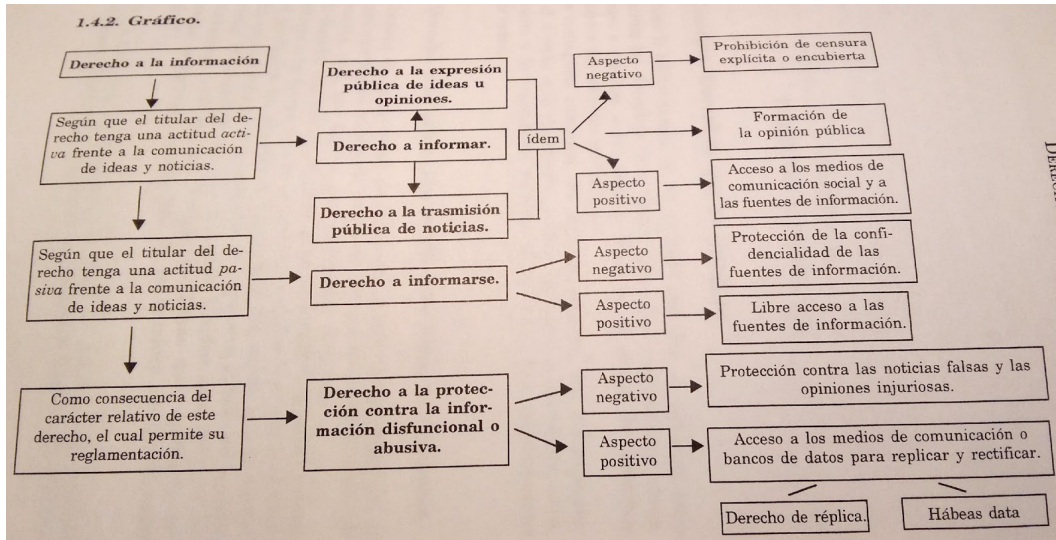 1.4.2. Gráfico.
Derecho a la información
Según que el titular del de-
recho tenga una actitud acti-
va frente a la comunicación
de ideas y noticias.
Derecho a la expresión
pública de ideas u
opiniones.
Derecho a informar.
Derecho a la trasmisión
pública de noticias.
ídem
Aspecto
negativo
Prohibición de censura
explícita o encubierta
Formación de
la opinión pública
Aspecto
positivo
Acceso a los medios de
comunicación social y a
las fuentes de información.
Según que el titular del de-
recho tenga una actitud pa-
siva frente a la comunicación
de ideas y noticias.
Derecho a informarse.
Aspecto
negativo
Protección de la confi-
dencialidad de las
fuentes de información.
Aspecto
positivo
Libre acceso a las
fuentes de información.
Como consecuencia del
carácter relativo de este
derecho, el cual permite su
reglamentación.
Derecho a la protec-
ción contra la infor-
mación disfuncional o
abusiva.
Aspecto
negativo
Protección contra las noticias falsas y las
opiniones injuriosas.
Aspecto
positivo
Acceso a los medios de comunicación o
bancos de datos para replicar y rectificar.
Derecho de réplica.
Hábeas data